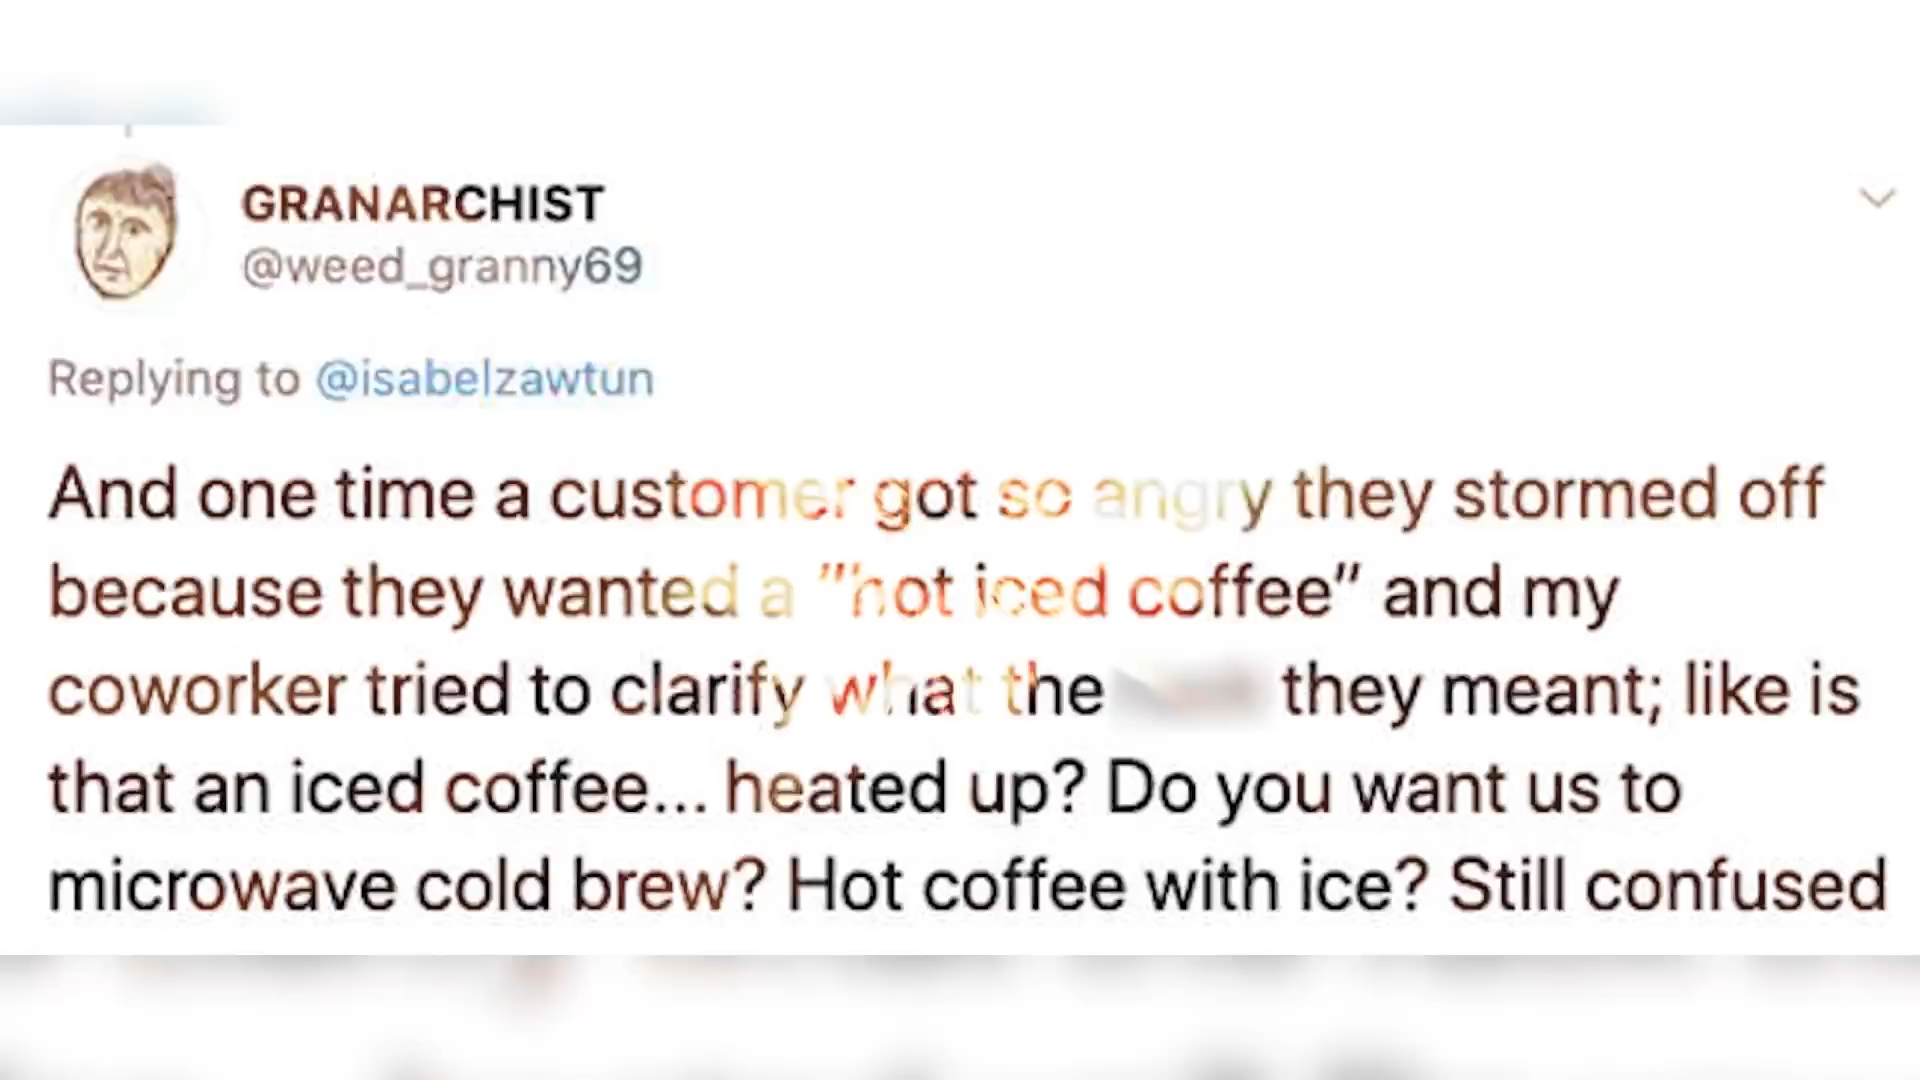 GRANARCHIST
@weed_granny69
Replying to @isabelzawtun
And one time a customer got so angry they stormed off
because they wanted a "hot iced coffee" and my
coworker tried to clarify what the they meant; like is
that an iced coffee... heated up? Do you want us to
microwave cold brew? Hot coffee with ice? Still confused